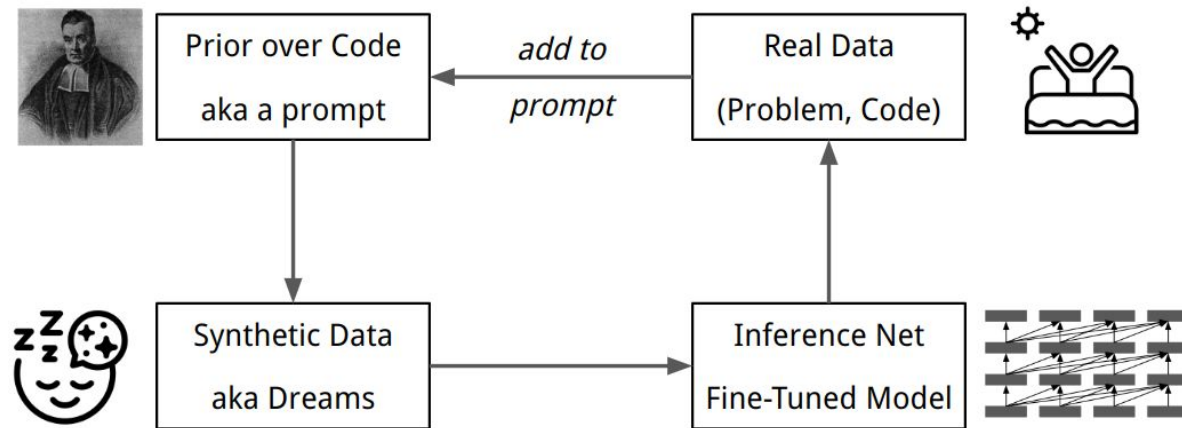 Prior over Code
aka a prompt
add to
prompt
Real Data
(Problem, Code)
z Z z
Synthetic Data
aka Dreams
Inference Net
Fine-Tuned Model